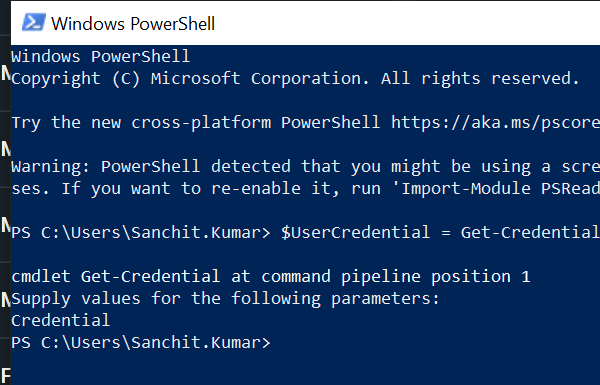 Windows PowerShell
Windows PowerShell
Copyright (C) Microsoft Corporation. All rights reserved.
Try the new cross-platform PowerShell https://aka.ms/pscore
Warning: PowerShell detected that you might be using a scre
ses. If you want to re-enable it, run 'Import-Module PSRead
PS C:\Users\Sanchit.Kumar> $UserCredential = Get-Credential
cmdlet Get-Credential at command pipeline position 1
Supply values for the following parameters:
Credential
PS C:\Users\Sanchit.Kumar>